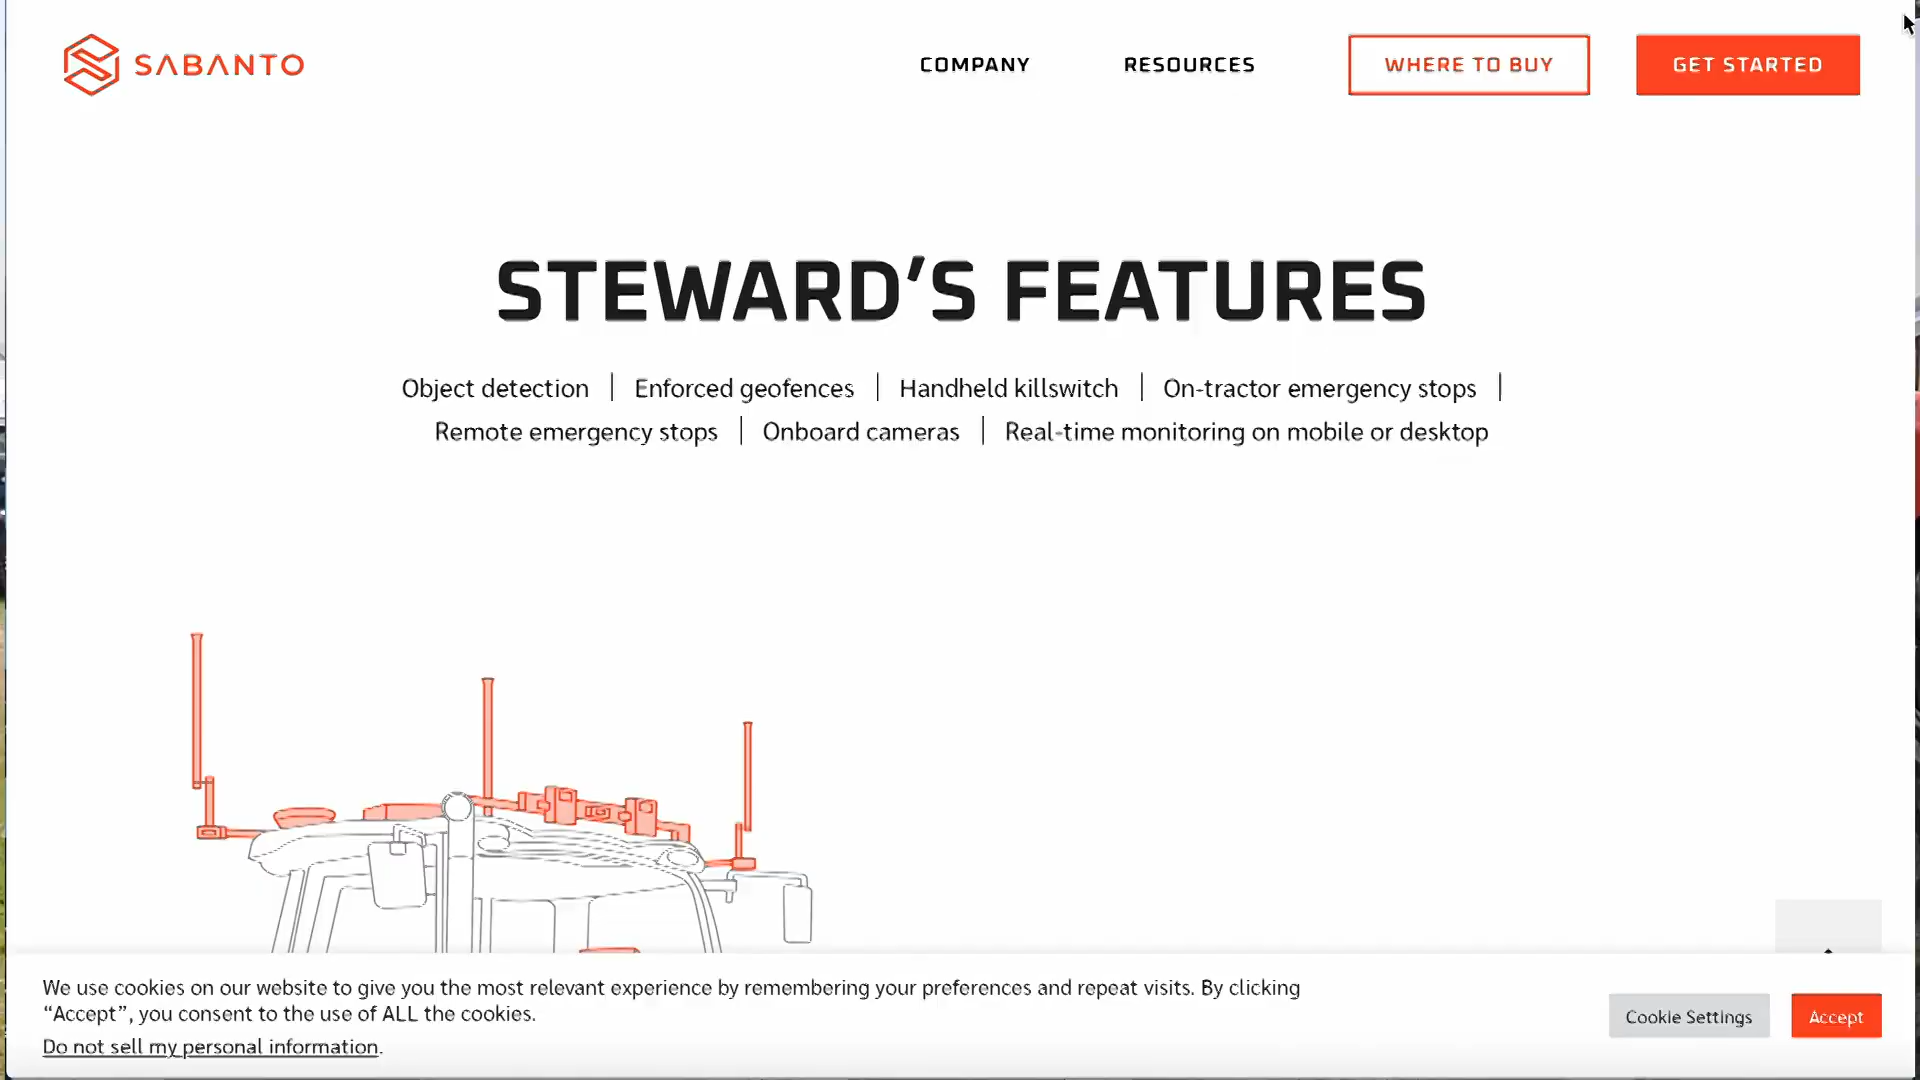 SABANTO
COMPANY
RESOURCES
WHERE TO BUY
GET STARTED
STEWARD’S FEATURES
Object detection | Enforced geofences | Handheld killswitch | On-tractor emergency stops |
Remote emergency stops | Onboard cameras | Real-time monitoring on mobile or desktop
We use cookies on our website to give you the most relevant experience by remembering your preferences and repeat visits. By clicking
“Accept”, you consent to the use of ALL the cookies.
Do not sell my personal information.
Cookie Settings
Accept